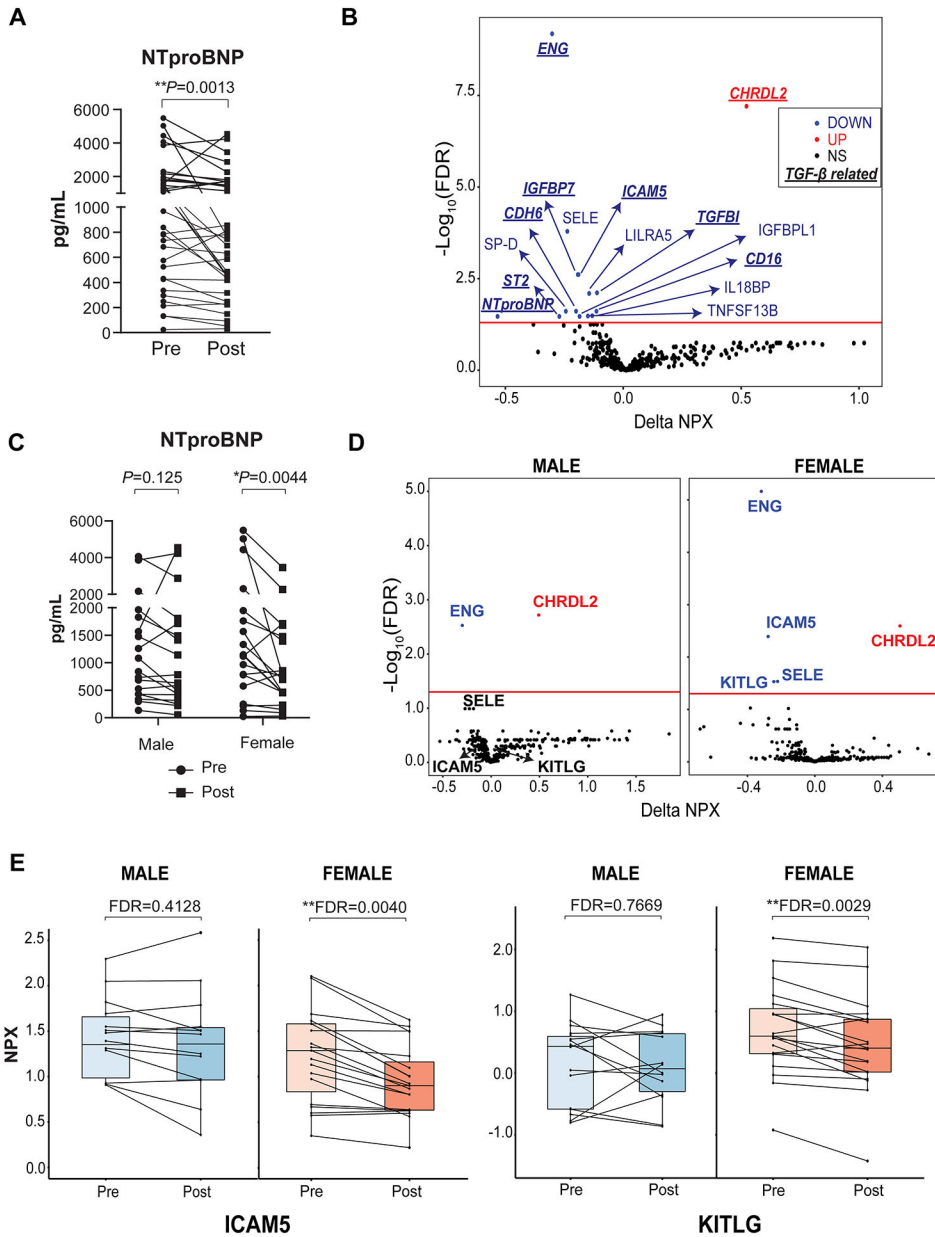 A
NTproBNP
**P=0.0013
6000
4000
2000
1000
800
600
400
200
0
pg/mL
Pre
Post
B
ENG
CHRDL2
DOWN
UP
NS
TGF-β related
IGFBP7
ICAM5
CDH6
SELE
TGFBI
SP-D
LILRA5
IGFBPL1
CD16
ST2
IL18BP
NTproBNP
TNFSF13B
7.5
5.0
2.5
0.0
-Log10(FDR)
-0.5
0.0
0.5
1.0
Delta NPX
C
NTproBNP
P=0.125
*P=0.0044
6000
4000
2000
2000
1500
1000
500
0
pg/mL
Male
Female
Pre
Post
D
MALE
FEMALE
5.0
4.0
3.0
2.0
1.0
0.0
-Log10(FDR)
ENG
CHRDL2
SELE
ICAM5
KITLG
ENG
ICAM5
CHRDL2
KITLG
SELE
-0.5
0.0
0.5
1.0
1.5
-0.4
0.0
0.4
Delta NPX
E
MALE
FEMALE
FDR=0.4128
**FDR=0.0040
2.5
2.0
1.5
1.0
0.5
0.0
NPX
Pre
Post
Pre
Post
ICAM5
MALE
FEMALE
FDR=0.7669
**FDR=0.0029
2.0
1.0
0.0
-1.0
Pre
Post
Pre
Post
KITLG